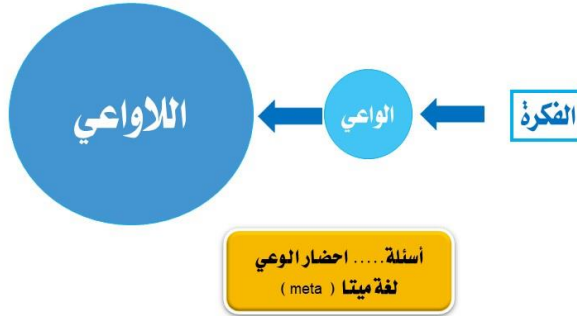 الفكرة
الواعي
اللاواعي
أسئلة..... احضار الوعي
لغة ميتا ( meta )